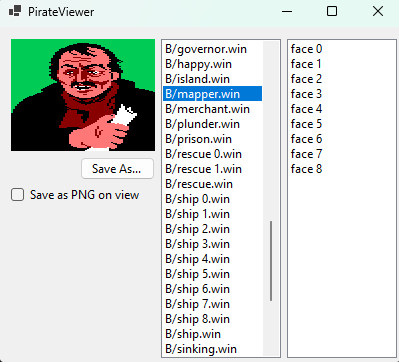 PirateViewer
Save As...
Save as PNG on view
B/governor.win
B/happy.win
B/island.win
B/mapper.win
B/merchant.win
B/plunder.win
B/prison.win
B/rescue 0.win
B/rescue 1.win
B/rescue.win
B/ship 0.win
B/ship 1.win
B/ship 2.win
B/ship 3.win
B/ship 4.win
B/ship 5.win
B/ship 6.win
B/ship 7.win
B/ship 8.win
B/ship.win
B/sinking.win
face 0
face 1
face 2
face 3
face 4
face 5
face 6
face 7
face 8